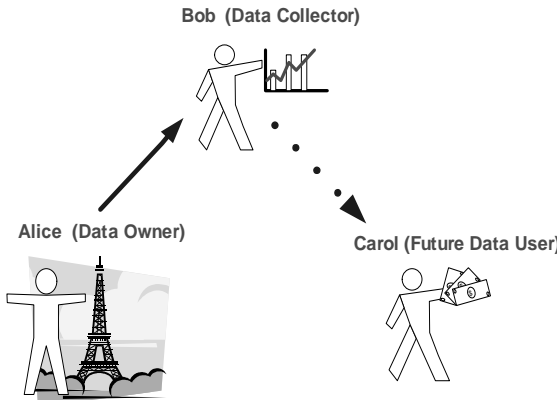 Bob (Data Collector)
Alice (Data Owner)
Carol (Future Data User)